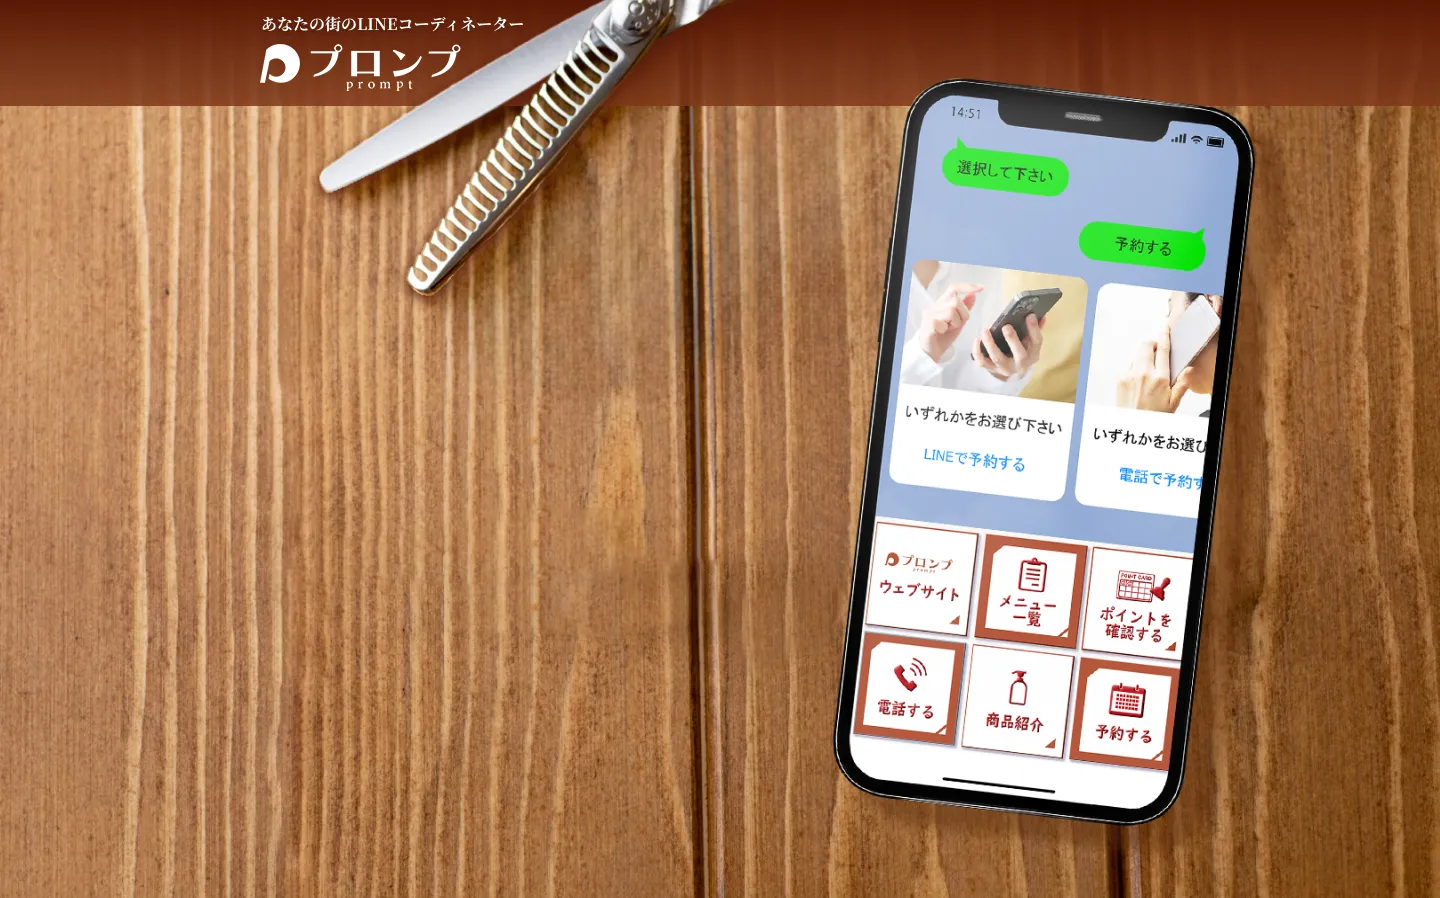 あなたの街のLINEコーディネーター
プロンプ
prompt
14:51
選択して下さい
予約する
いずれかをお選び下さい
LINEで予約する
いずれかをお選び
電話で予約す
プロンプ
prompt
ウェブサイト
メニュー
一覧
POINT CARD
ポイントを
確認する
電話する
商品紹介
予約する